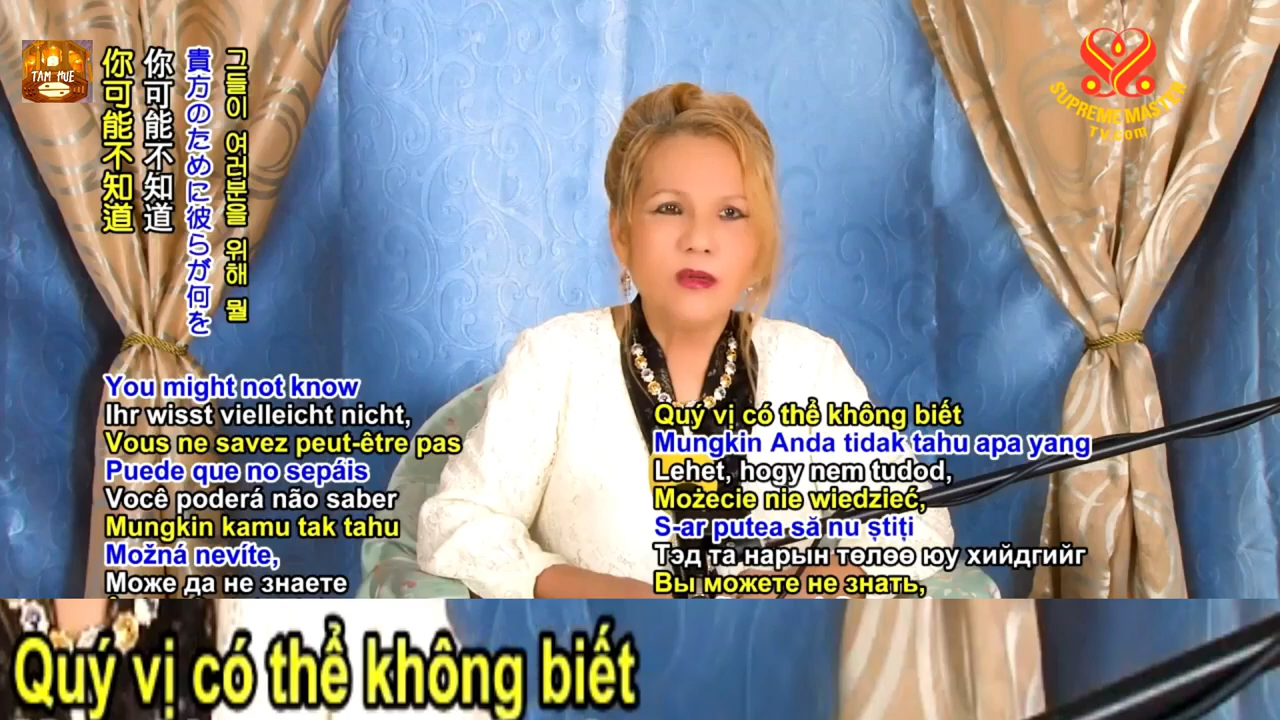 TAM HUE
你可能不知道
你可能不知道
貴方のために彼らが何を
그들이 여러분을 위해 뭘
SUPREME MASTER
TV.com
You might not know
Ihr wisst vielleicht nicht,
Vous ne savez peut-être pas
Puede que no sepáis
Você poderá não saber
Mungkin kamu tak tahu
Možná nevíte,
Може да не знаете
Quý vị có thể không biết
Mungkin Anda tidak tahu apa yang
Lehet, hogy nem tudod,
Możecie nie wiedzieć,
S-ar putea să nu știți
Тэд та нарын төлөө юу хийдгийг
Вы можете не знать,
Quý vị có thể không biết